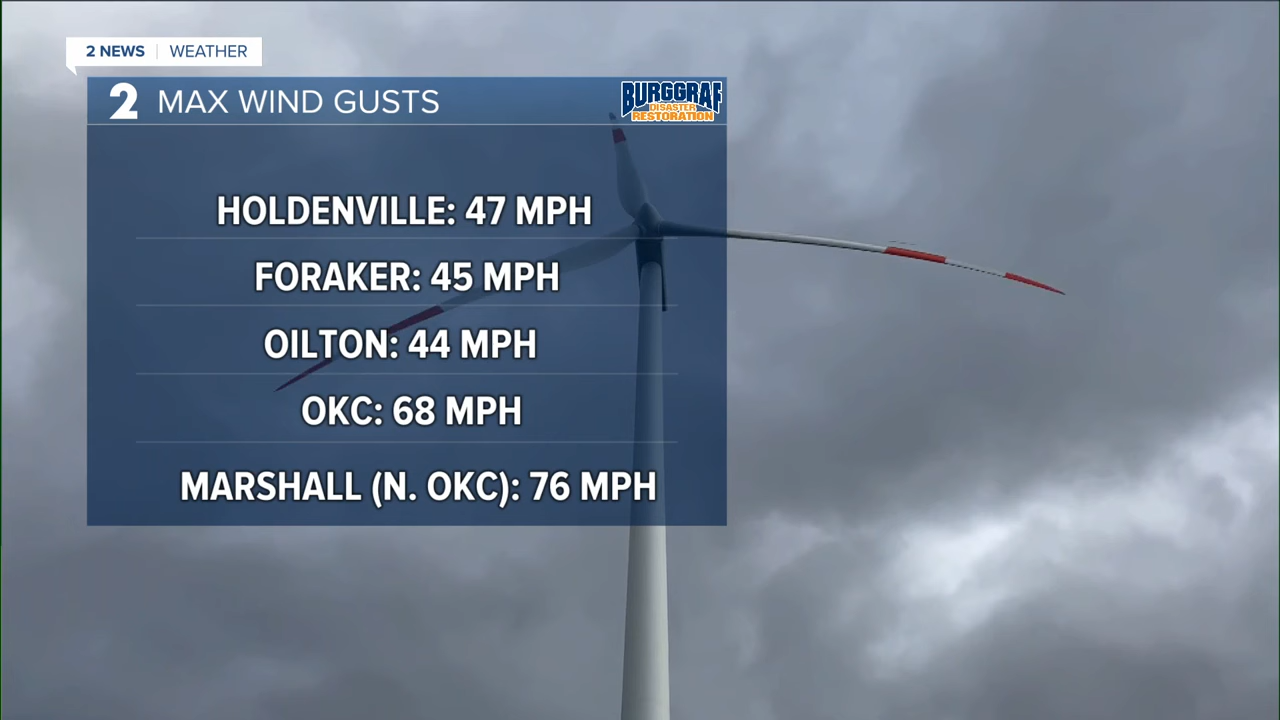 2 NEWS | WEATHER
2 MAX WIND GUSTS
BURGGRAF
DISASTER
RESTORATION
HOLDENVILLE: 47 MPH
FORAKER: 45 MPH
OILTON: 44 MPH
OKC: 68 MPH
MARSHALL (N. OKC): 76 MPH